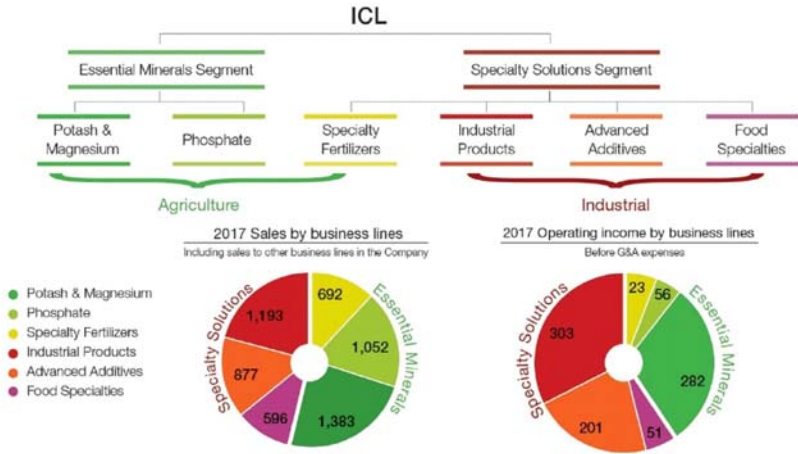 ICL
Essential Minerals Segment
Specialty Solutions Segment
Potash &
Magnesium
Phosphate
Specialty
Fertilizers
Industrial
Products
Advanced
Additives
Food
Specialties
Agriculture
Industrial
2017 Sales by business lines
Including sales to other business lines in the Company
2017 Operating income by business lines
Before G&A expenses
Potash & Magnesium
Phosphate
Specialty Fertilizers
Industrial Products
Advanced Additives
Food Specialties
Specialty Solutions
Essential Minerals
692
1,052
1,383
596
877
1,193
Specialty Solutions
Essential Minerals
23
56
282
51
201
303